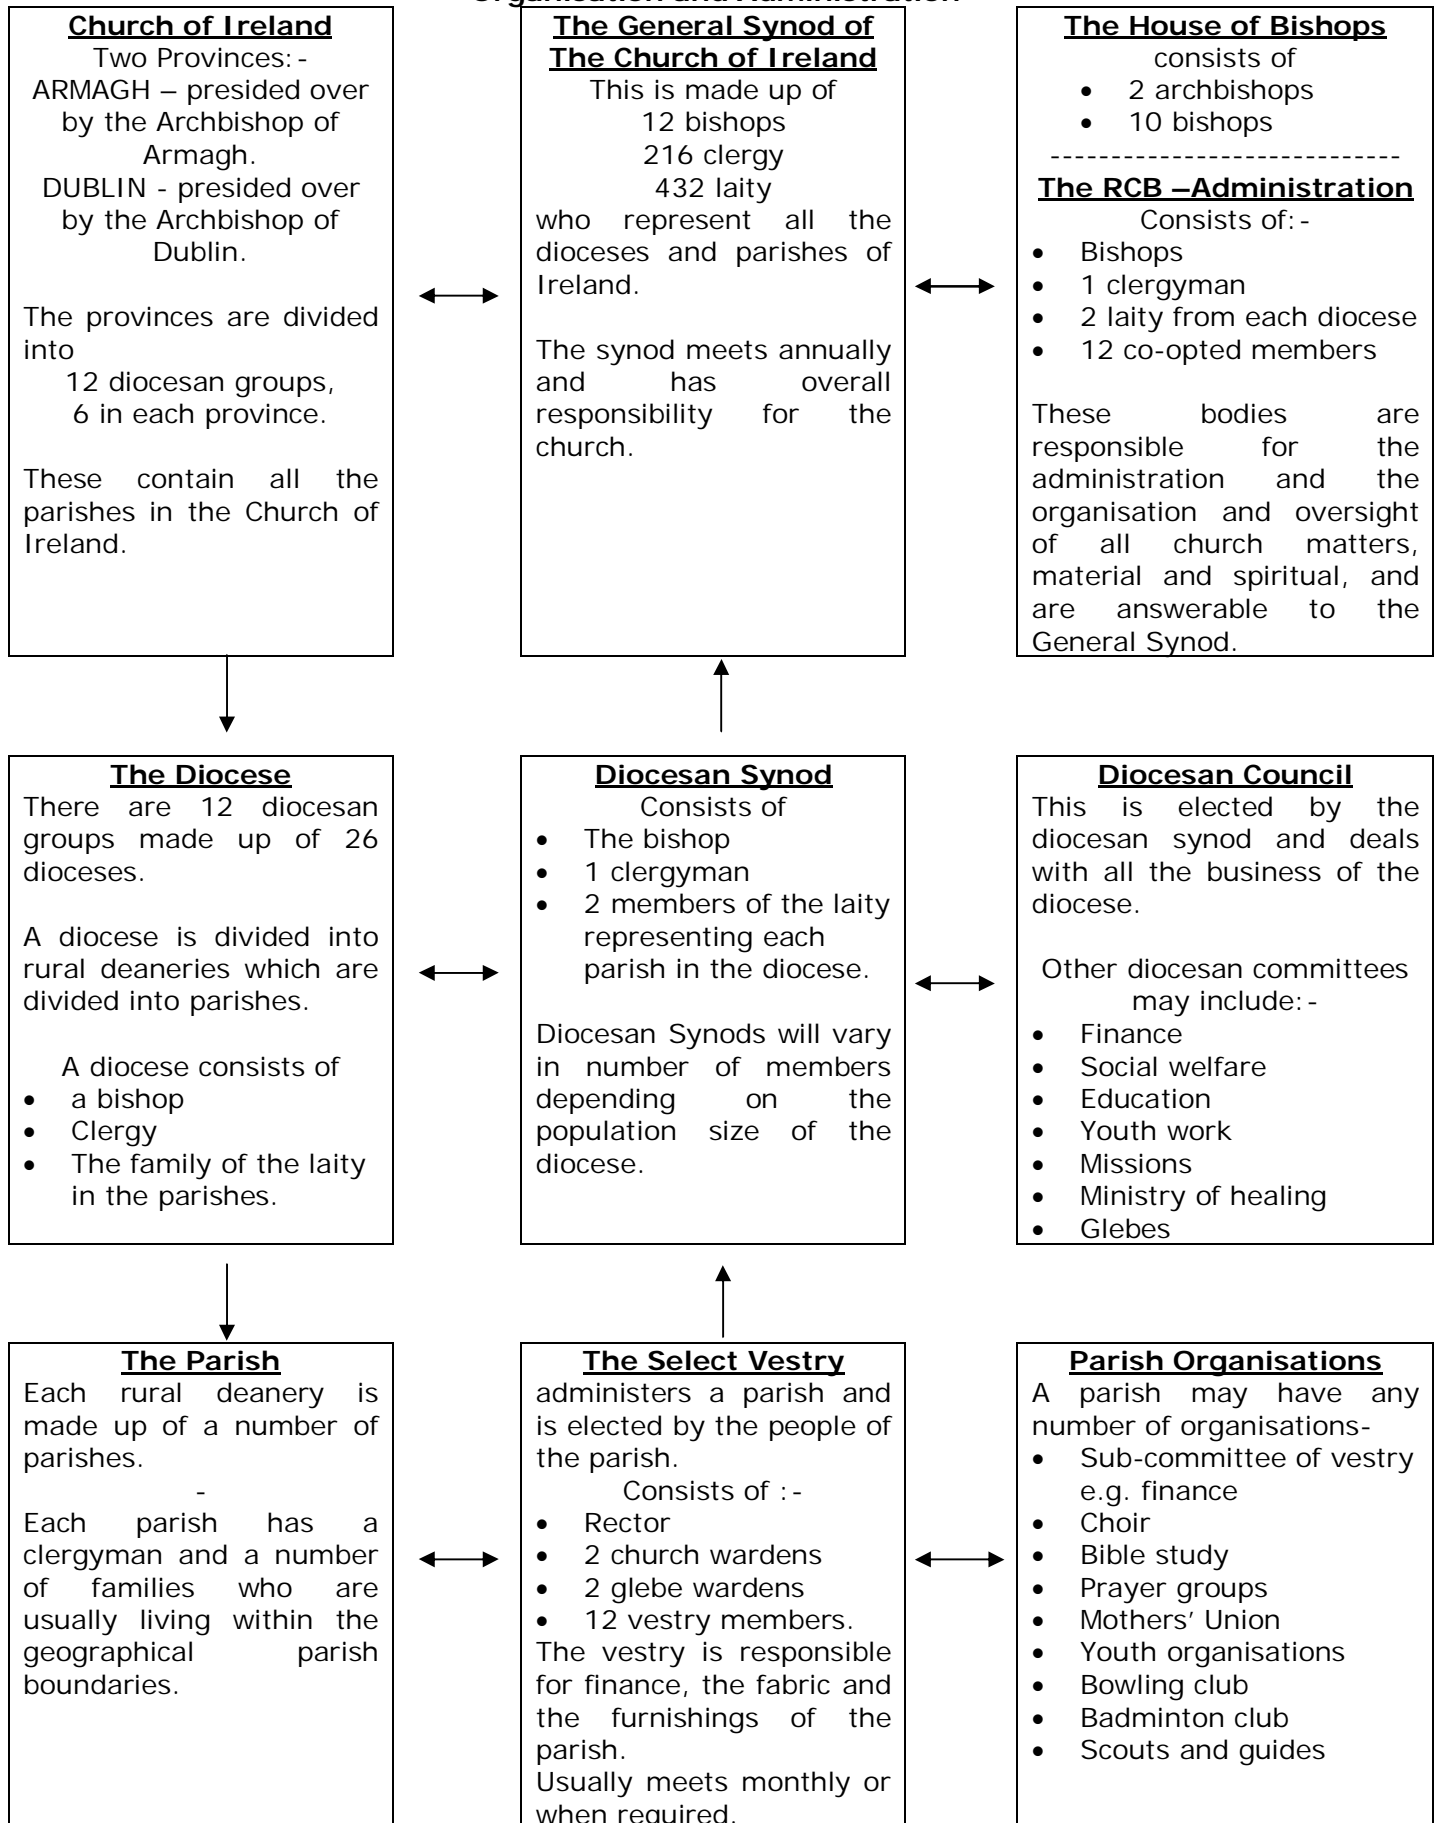 Organisation and Administration
Church of Ireland
Two Provinces:-
ARMAGH – presided over
by the Archbishop of
Armagh.
DUBLIN - presided over
by the Archbishop of
Dublin.
The provinces are divided
into
12 diocesan groups,
6 in each province.
These contain all the
parishes in the Church of
Ireland.
The General Synod of
The Church of Ireland
This is made up of
12 bishops
216 clergy
432 laity
who represent all the
dioceses and parishes of
Ireland.
The synod meets annually
and has overall
responsibility for the
church.
The House of Bishops
consists of
• 2 archbishops
• 10 bishops
-----------------------------
The RCB –Administration
Consists of:-
• Bishops
• 1 clergyman
• 2 laity from each diocese
• 12 co-opted members
These bodies are
responsible for the
administration and the
organisation and oversight
of all church matters,
material and spiritual, and
are answerable to the
General Synod.
The Diocese
There are 12 diocesan
groups made up of 26
dioceses.
A diocese is divided into
rural deaneries which are
divided into parishes.
A diocese consists of
• a bishop
• Clergy
• The family of the laity
in the parishes.
Diocesan Synod
Consists of
• The bishop
• 1 clergyman
• 2 members of the laity
representing each
parish in the diocese.
Diocesan Synods will vary
in number of members
depending on the
population size of the
diocese.
Diocesan Council
This is elected by the
diocesan synod and deals
with all the business of the
diocese.
Other diocesan committees
may include:-
• Finance
• Social welfare
• Education
• Youth work
• Missions
• Ministry of healing
• Glebes
The Parish
Each rural deanery is
made up of a number of
parishes.
-
Each parish has a
clergyman and a number
of families who are
usually living within the
geographical parish
boundaries.
The Select Vestry
administers a parish and
is elected by the people of
the parish.
Consists of :-
• Rector
• 2 church wardens
• 2 glebe wardens
• 12 vestry members.
The vestry is responsible
for finance, the fabric and
the furnishings of the
parish.
Usually meets monthly or
when required.
Parish Organisations
A parish may have any
number of organisations-
• Sub-committee of vestry
e.g. finance
• Choir
• Bible study
• Prayer groups
• Mothers’ Union
• Youth organisations
• Bowling club
• Badminton club
• Scouts and guides